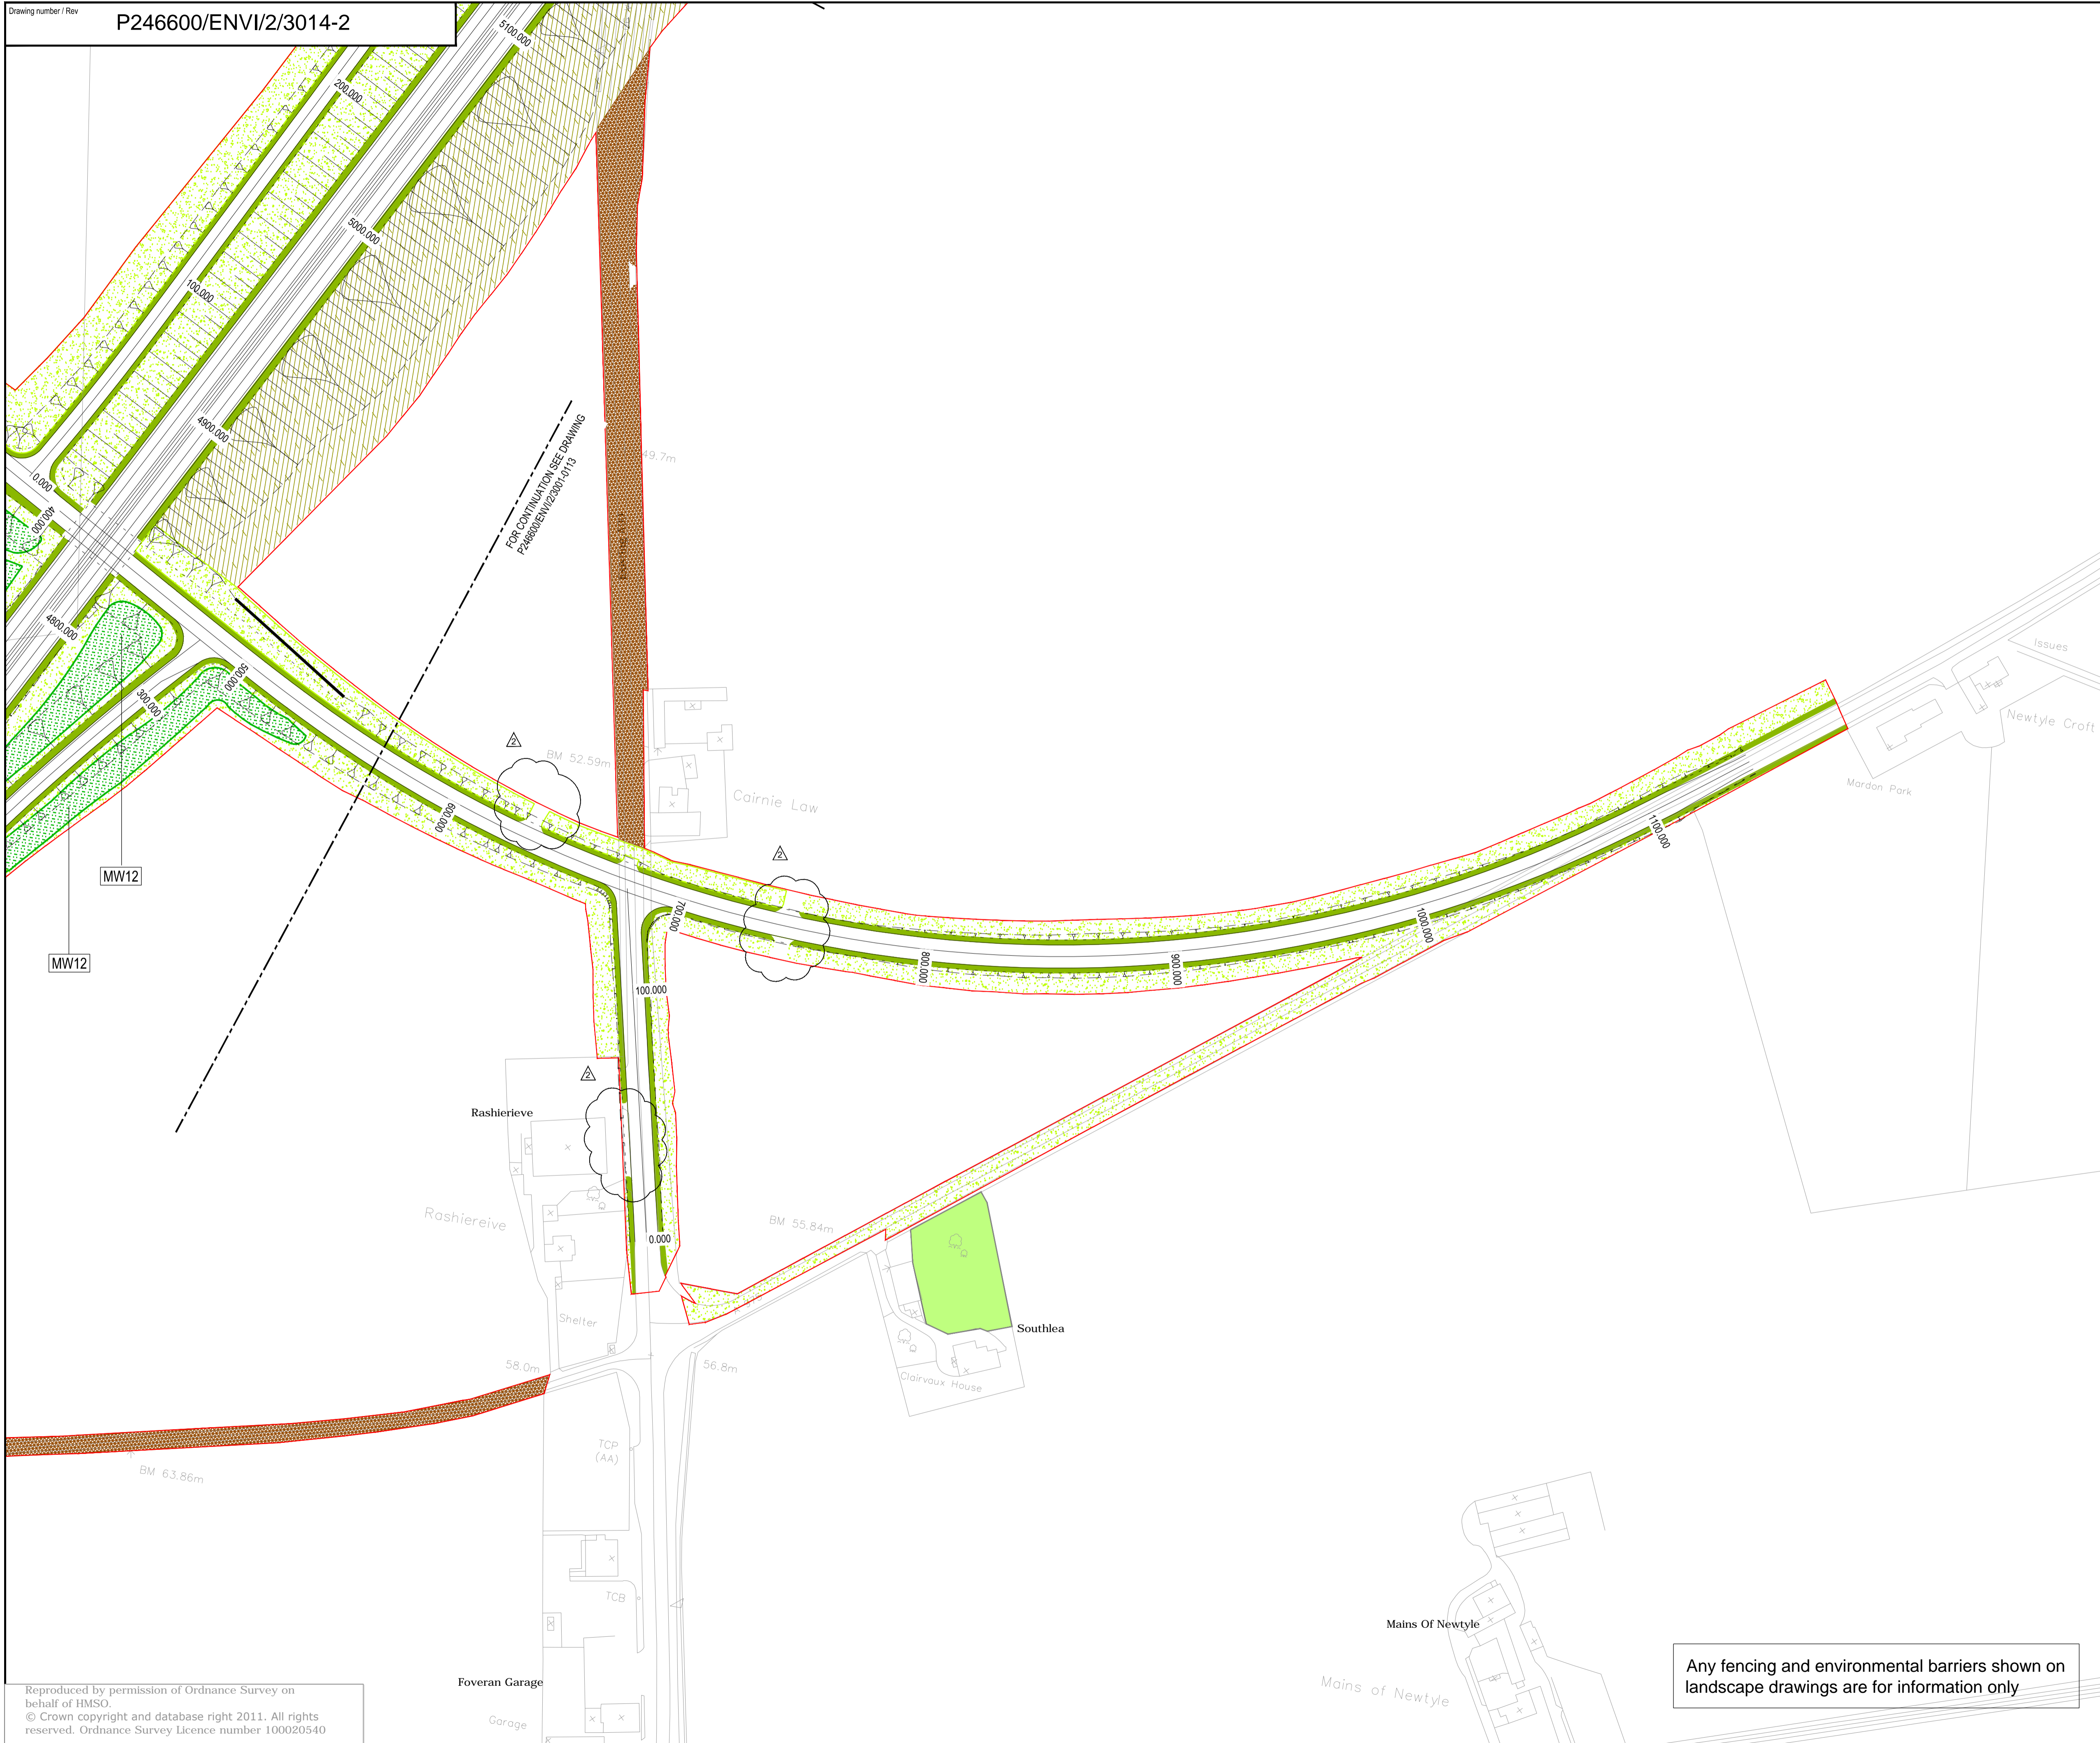 Drawing number / Rev
P246600/ENVI/2/3014-2
5100.000
200.000
5000.000
100.000
4900.000
0.000
400.000
4800.000
300.000
500.000
FOR CONTINUATION SEE DRAWING
P246600/ENVI/2/3001-0113
49.7m
Existing A90
Issues
Newtyle Croft
Mardon Park
2
BM 52.59m
Cairnie Law
600.000
2
700.000
800.000
900.000
1000.000
1100.000
MW12
MW12
100.000
2
Rashierieve
Rashiereive
BM 55.84m
0.000
Shelter
Southlea
Clairvaux House
58.0m
56.8m
TCP
(AA)
BM 63.86m
TCB
Mains Of Newtyle
Mains of Newtyle
Foveran Garage
Garage
Any fencing and environmental barriers shown on
landscape drawings are for information only
Reproduced by permission of Ordnance Survey on
behalf of HMSO.
© Crown copyright and database right 2011. All rights
reserved. Ordnance Survey Licence number 100020540